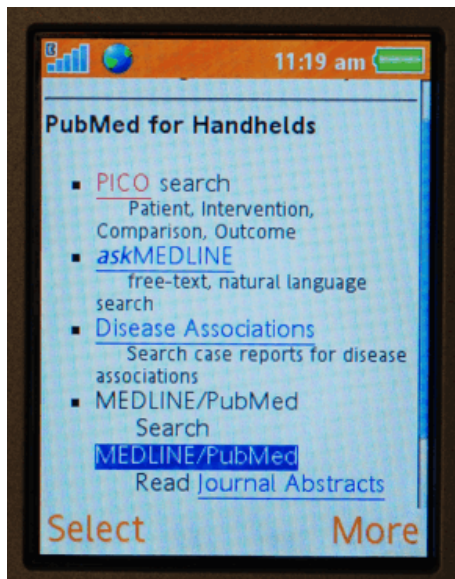 11:19 am
PubMed for Handhelds
PICO search
Patient, Intervention,
Comparison, Outcome
askMEDLINE
free-text, natural language
search
Disease Associations
Search case reports for disease
associations
MEDLINE/PubMed
Search
MEDLINE/PubMed
Read Journal Abstracts
Select More